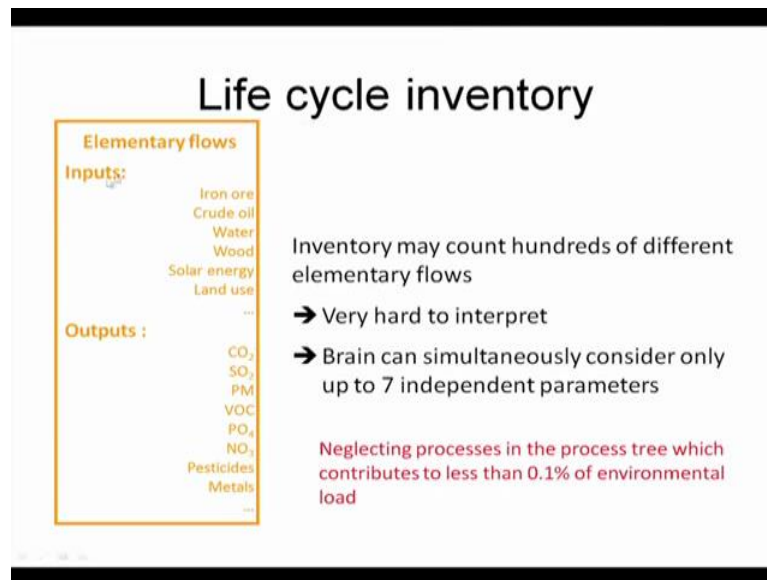 Life cycle inventory
Elementary flows
Inputs:
Iron ore
Crude oil
Water
Wood
Solar energy
Land use
...
Outputs :
CO₂
SO₂
PM
VOC
PO₄
NO₃
Pesticides
Metals
...
Inventory may count hundreds of different
elementary flows
➔ Very hard to interpret
➔ Brain can simultaneously consider only
up to 7 independent parameters
Neglecting processes in the process tree which
contributes to less than 0.1% of environmental
load